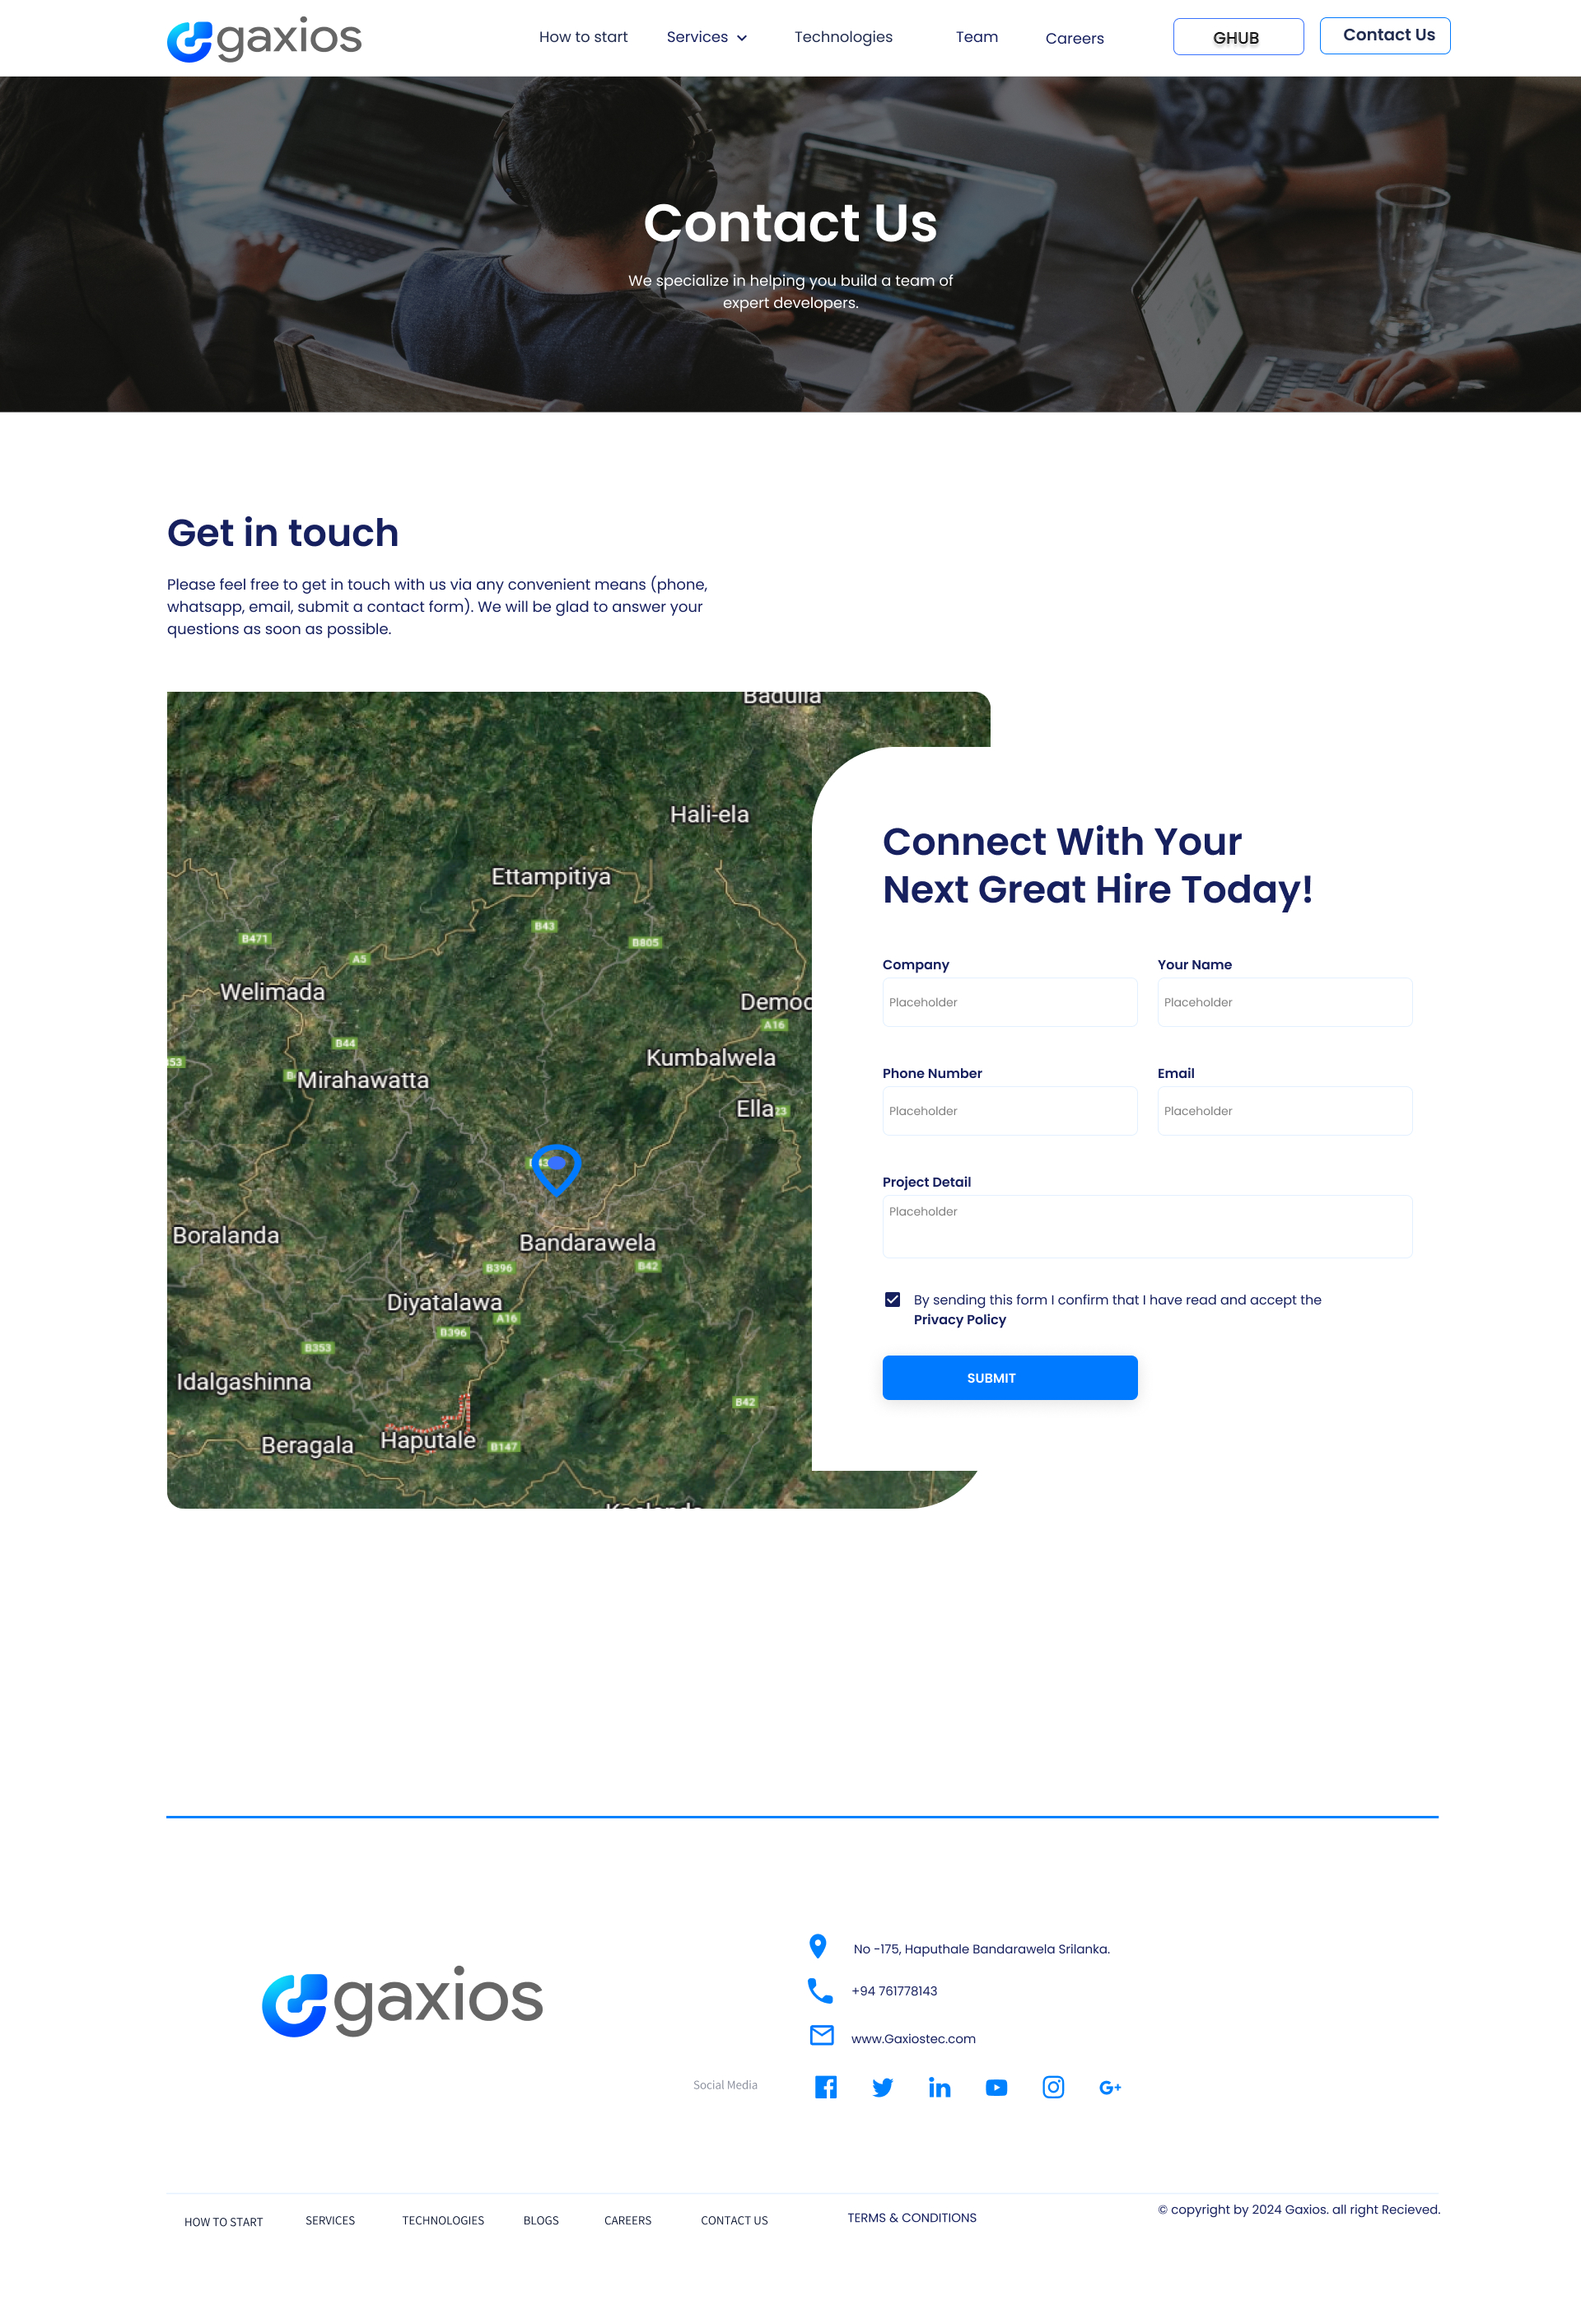 gaxios
How to start
Services
Technologies
Team
Careers
GHUB
Contact Us
Contact Us
We specialize in helping you build a team of
expert developers.
Get in touch
Please feel free to get in touch with us via any convenient means (phone,
whatsapp, email, submit a contact form). We will be glad to answer your
questions as soon as possible.
Badulla
Hali-ela
Ettampitiya
B43
B471
B805
A5
Welimada
A16
B44
Kumbalwela
Mirahawatta
Ella
Boralanda
Bandarawela
B396
B42
Diyatalawa
A16
B396
B353
Idalgashinna
B42
Haputale
Beragala
B147
Connect With Your
Next Great Hire Today!
Company
Your Name
Placeholder
Placeholder
Phone Number
Email
Placeholder
Placeholder
Project Detail
Placeholder
By sending this form I confirm that I have read and accept the
Privacy Policy
SUBMIT
gaxios
No -175, Haputhale Bandarawela Srilanka.
+94 761778143
www.Gaxiostec.com
Social Media
HOW TO START
SERVICES
TECHNOLOGIES
BLOGS
CAREERS
CONTACT US
TERMS & CONDITIONS
© copyright by 2024 Gaxios. all right Recieved.